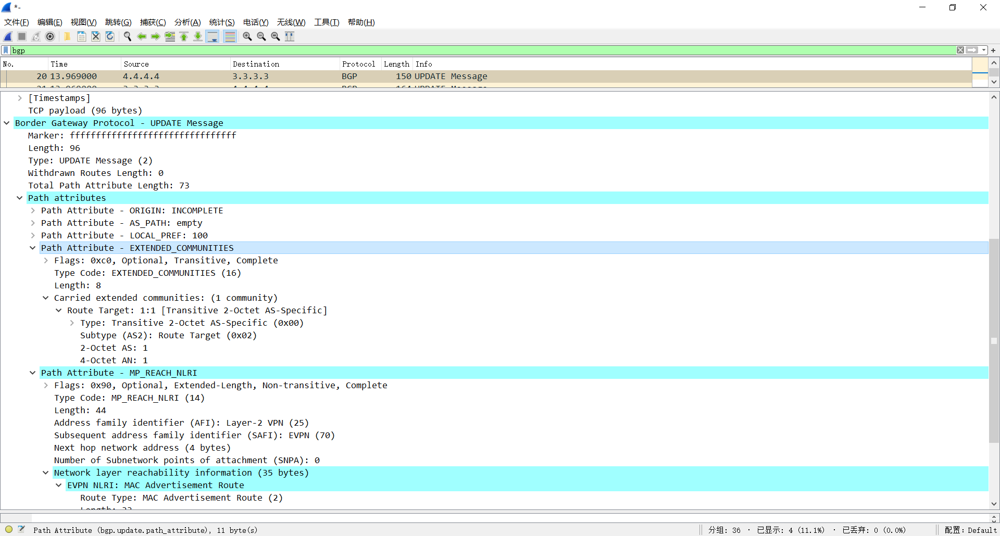 *-
文件(F) 编辑(E) 视图(V) 跳转(G) 捕获(C) 分析(A) 统计(S) 电话(Y) 无线(W) 工具(T) 帮助(H)
bgp
No. Time Source Destination Protocol Length Info
20 13.969000 4.4.4.4 3.3.3.3 BGP 150 UPDATE Message
[Timestamps]
TCP payload (96 bytes)
Border Gateway Protocol - UPDATE Message
Marker: ffffffffffffffffffffffffffffffff
Length: 96
Type: UPDATE Message (2)
Withdrawn Routes Length: 0
Total Path Attribute Length: 73
Path attributes
Path Attribute - ORIGIN: INCOMPLETE
Path Attribute - AS_PATH: empty
Path Attribute - LOCAL_PREF: 100
Path Attribute - EXTENDED_COMMUNITIES
Flags: 0xc0, Optional, Transitive, Complete
Type Code: EXTENDED_COMMUNITIES (16)
Length: 8
Carried extended communities: (1 community)
Route Target: 1:1 [Transitive 2-Octet AS-Specific]
Type: Transitive 2-Octet AS-Specific (0x00)
Subtype (AS2): Route Target (0x02)
2-Octet AS: 1
4-Octet AN: 1
Path Attribute - MP_REACH_NLRI
Flags: 0x90, Optional, Extended-Length, Non-transitive, Complete
Type Code: MP_REACH_NLRI (14)
Length: 44
Address family identifier (AFI): Layer-2 VPN (25)
Subsequent address family identifier (SAFI): EVPN (70)
Next hop network address (4 bytes)
Number of Subnetwork points of attachment (SNPA): 0
Network layer reachability information (35 bytes)
EVPN NLRI: MAC Advertisement Route
Route Type: MAC Advertisement Route (2)
Path Attribute (bgp.update.path_attribute), 11 byte(s) 分组: 36 · 已显示: 4 (11.1%) · 已丢弃: 0 (0.0%) 配置: Default